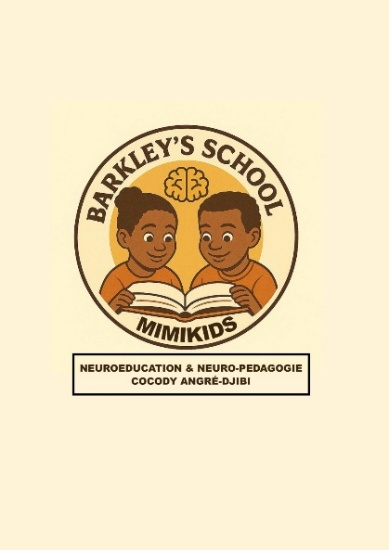 BARKLEY'S SCHOOL
MIMIKIDS
NEUROEDUCATION & NEURO-PEDAGOGIE
COCODY ANGRÉ-DJIBI